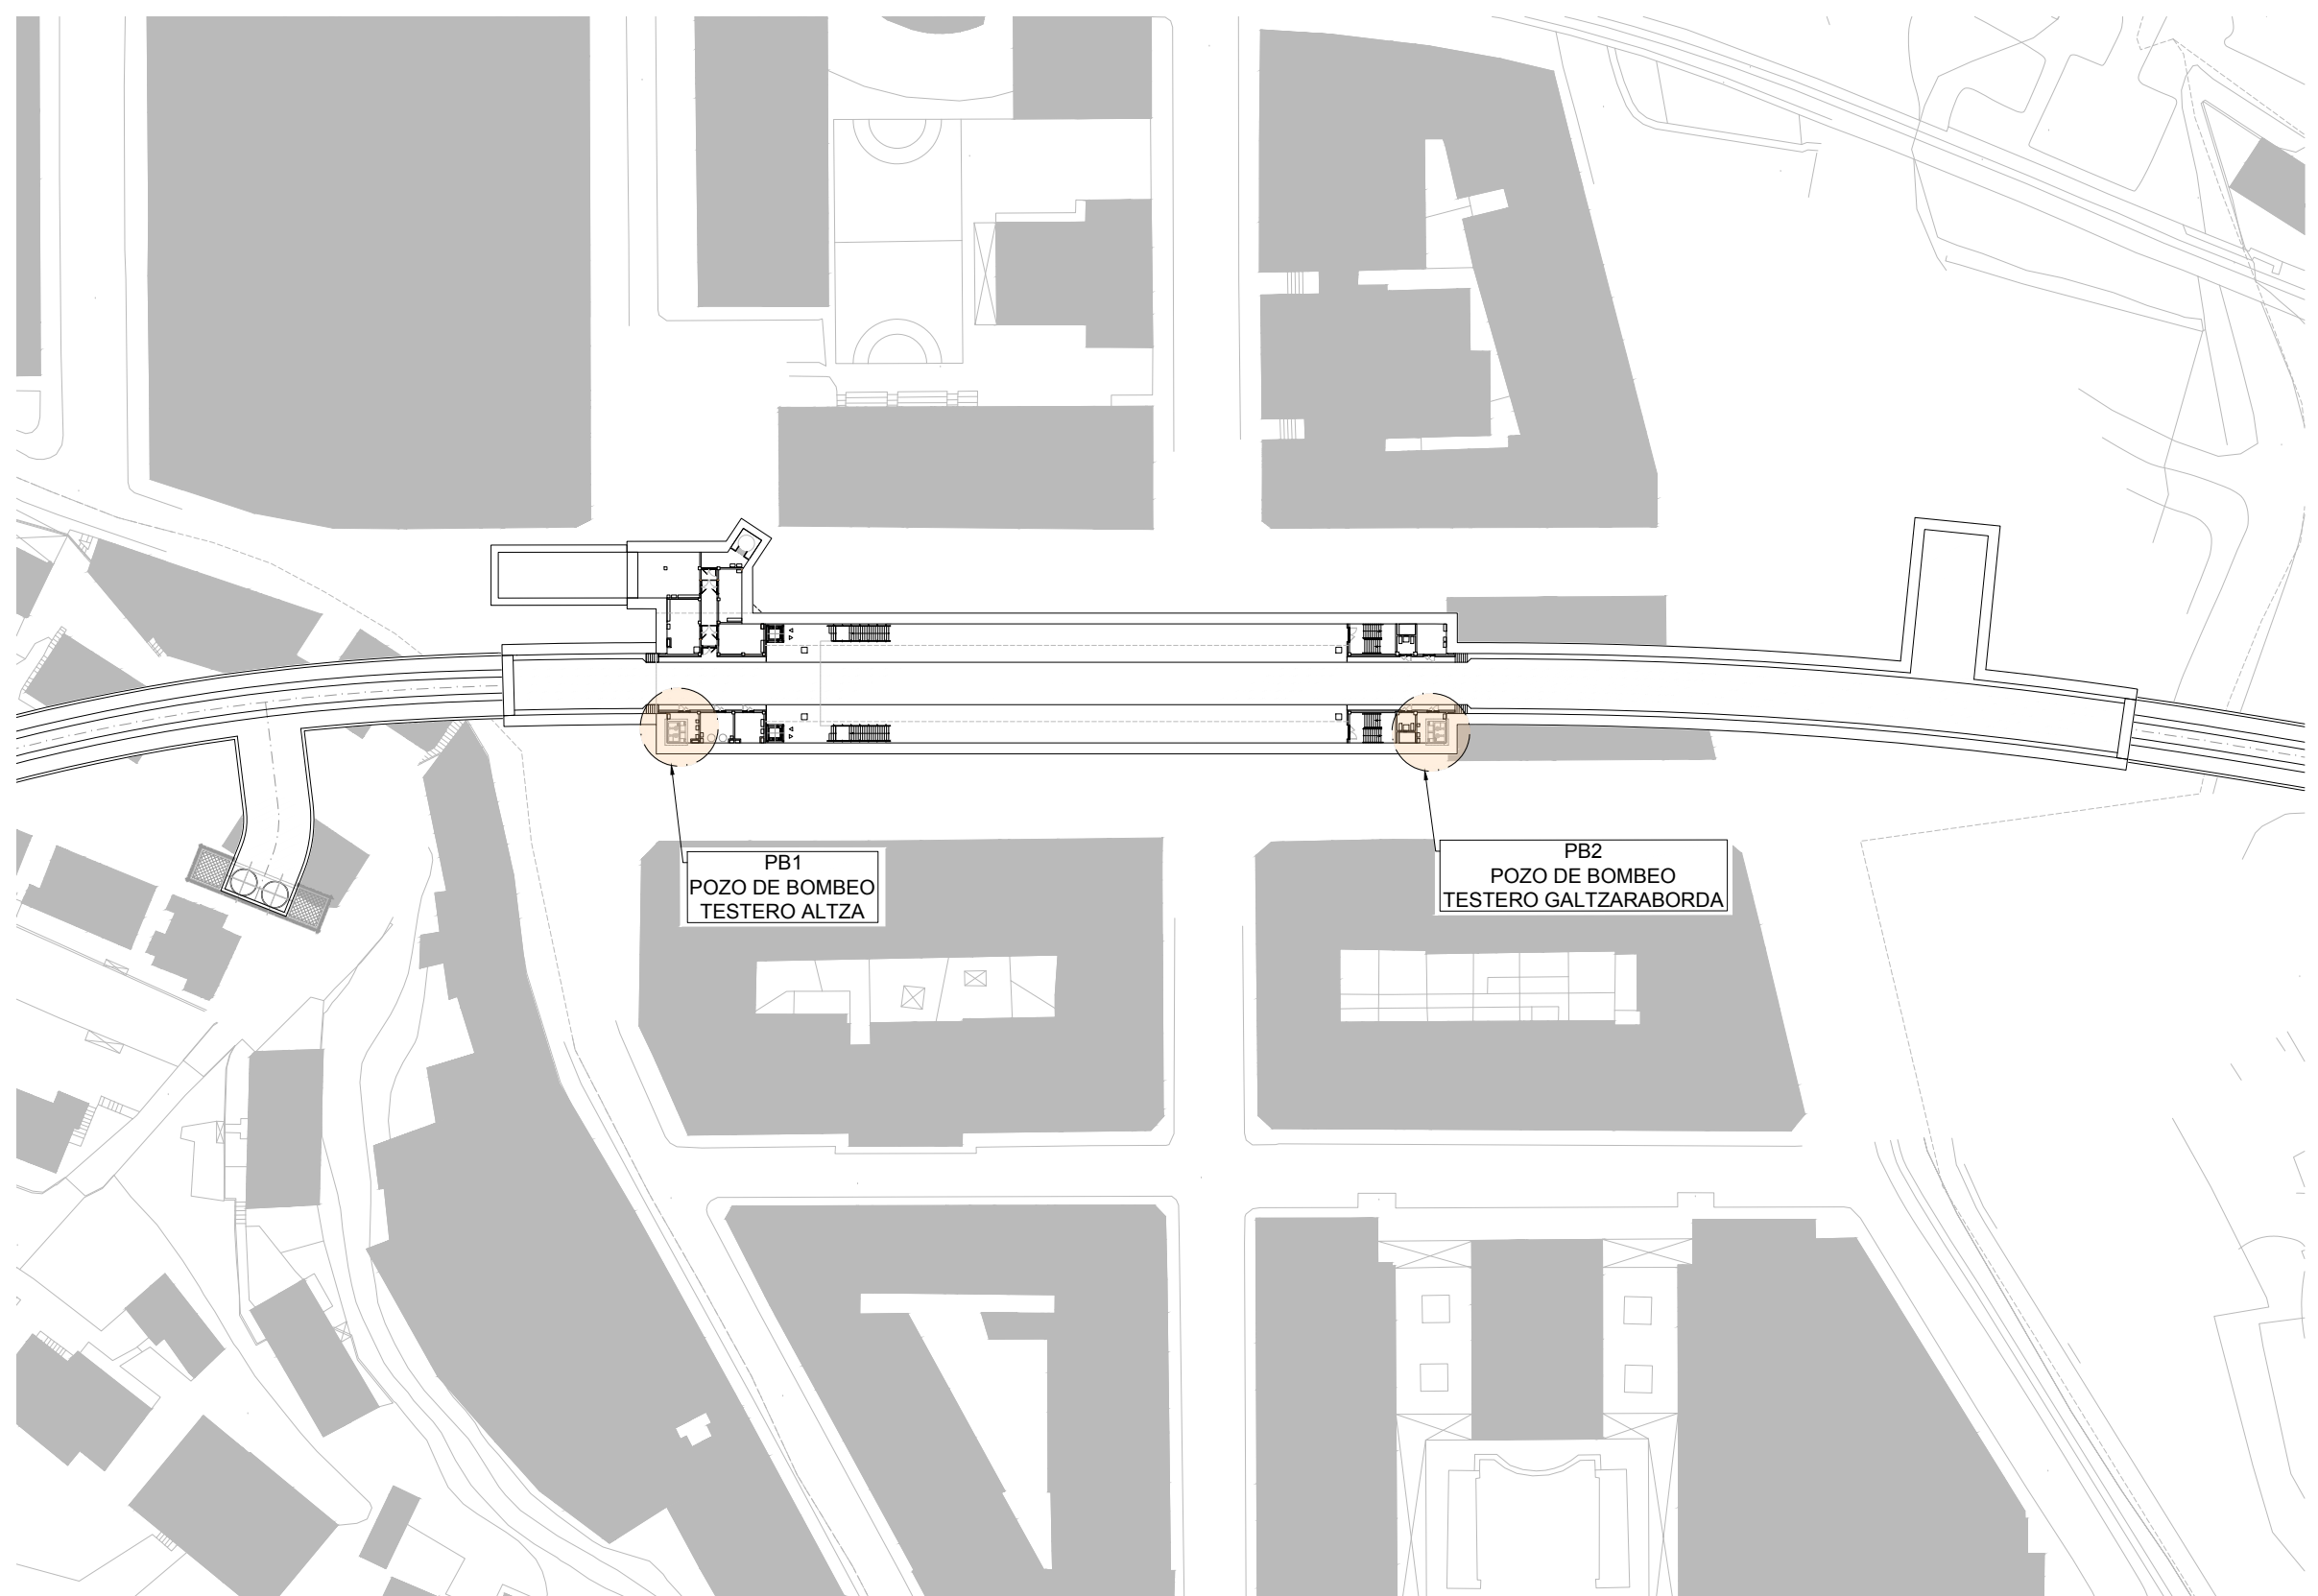 PB1
POZO DE BOMBEO
TESTERO ALTZA
PB2
POZO DE BOMBEO
TESTERO GALTZARABORDA